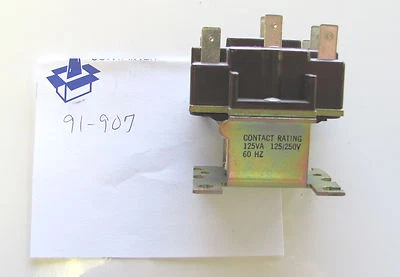 91-907
CONTACT RATING
125VA 125/250V
60 HZ